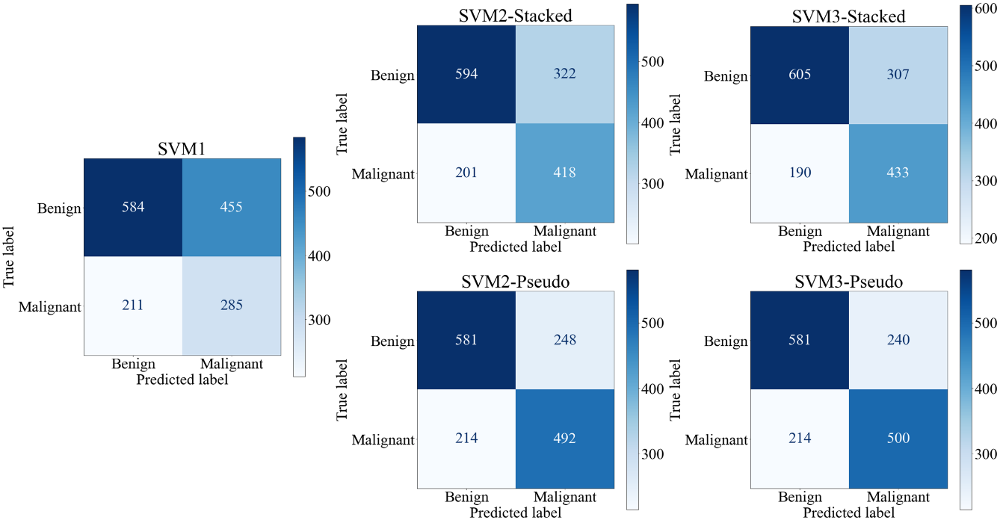 SVM1
True label
Benign
584
455
500
400
Malignant
211
285
300
Benign
Malignant
Predicted label
SVM2-Stacked
True label
Benign
594
322
500
400
Malignant
201
418
300
Benign
Malignant
Predicted label
SVM3-Stacked
True label
600
Benign
605
307
500
400
300
Malignant
190
433
200
Benign
Malignant
Predicted label
SVM2-Pseudo
True label
Benign
581
248
500
400
Malignant
214
492
300
Benign
Malignant
Predicted label
SVM3-Pseudo
True label
Benign
581
240
500
400
Malignant
214
500
300
Benign
Malignant
Predicted label